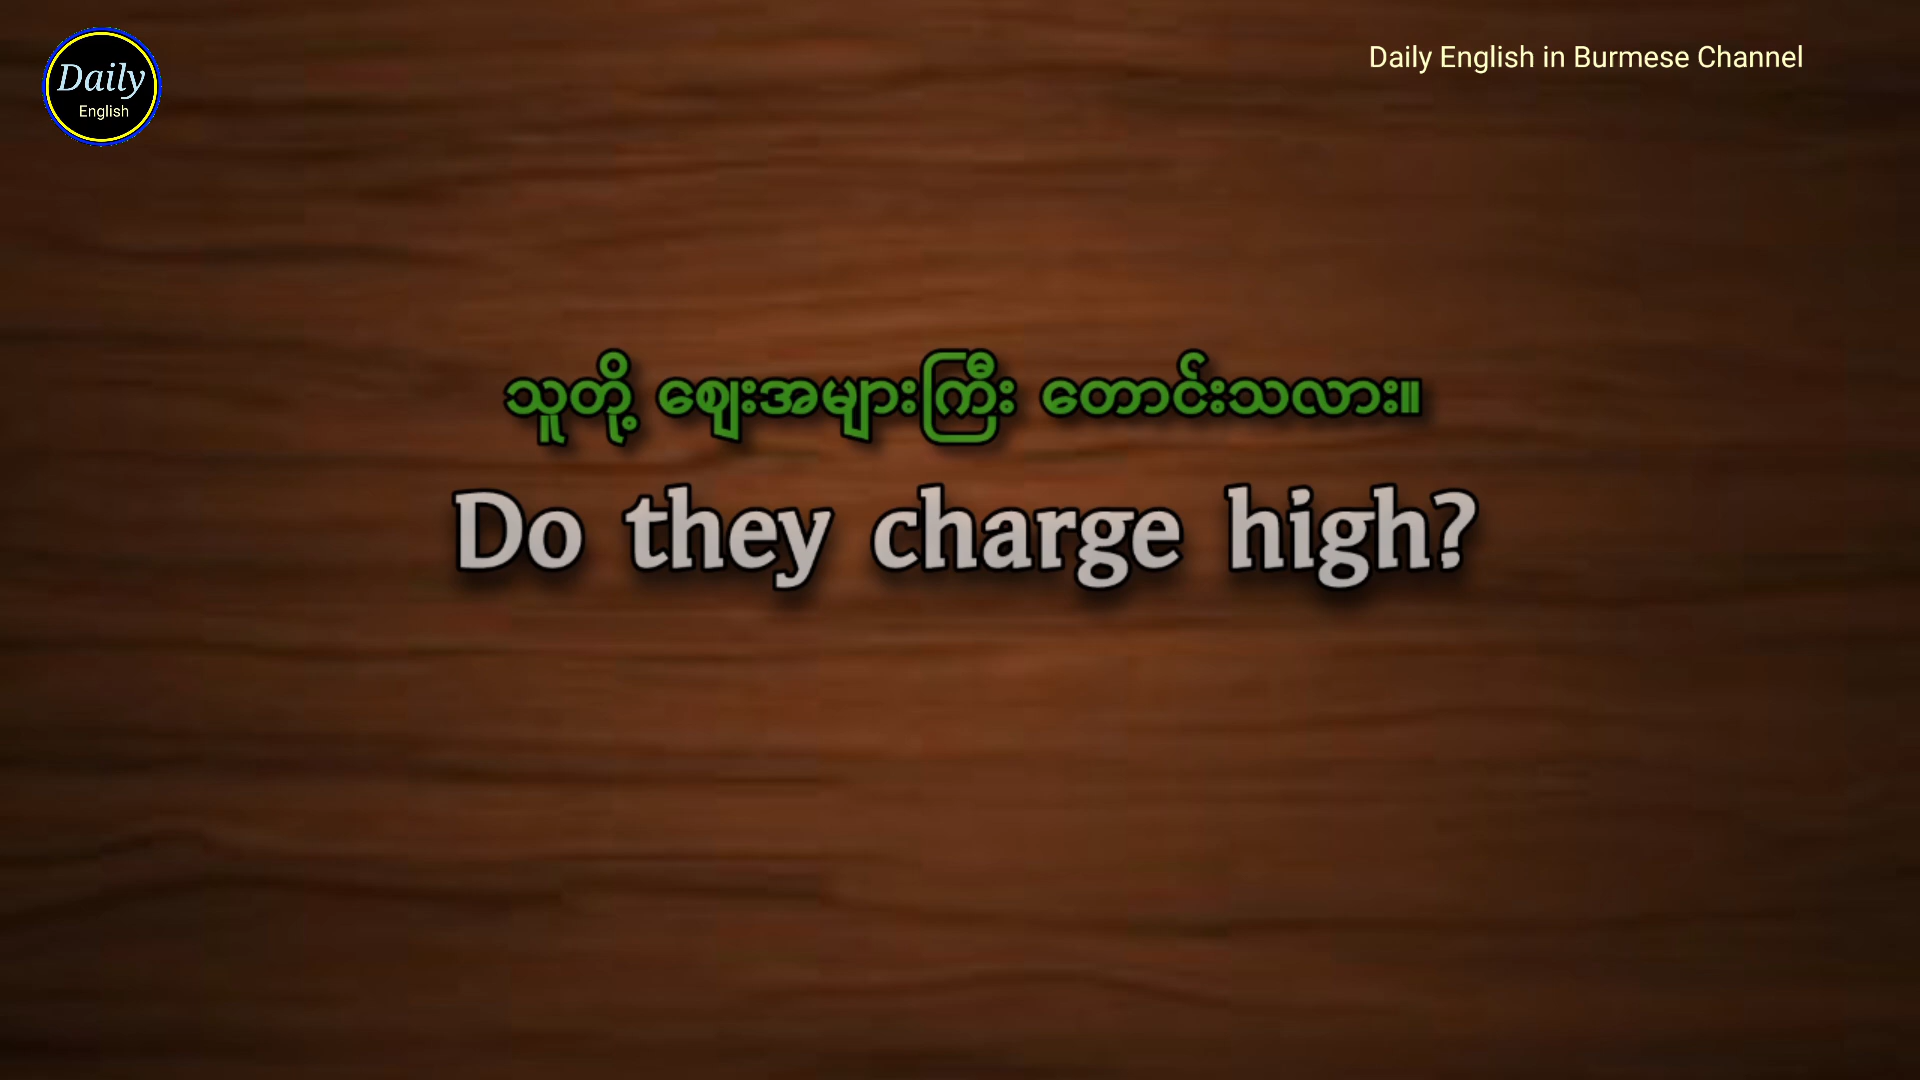 Daily
English
Daily English in Burmese Channel
သူတို့ ဈေးအများကြီး တောင်းသလား။
Do they charge high?